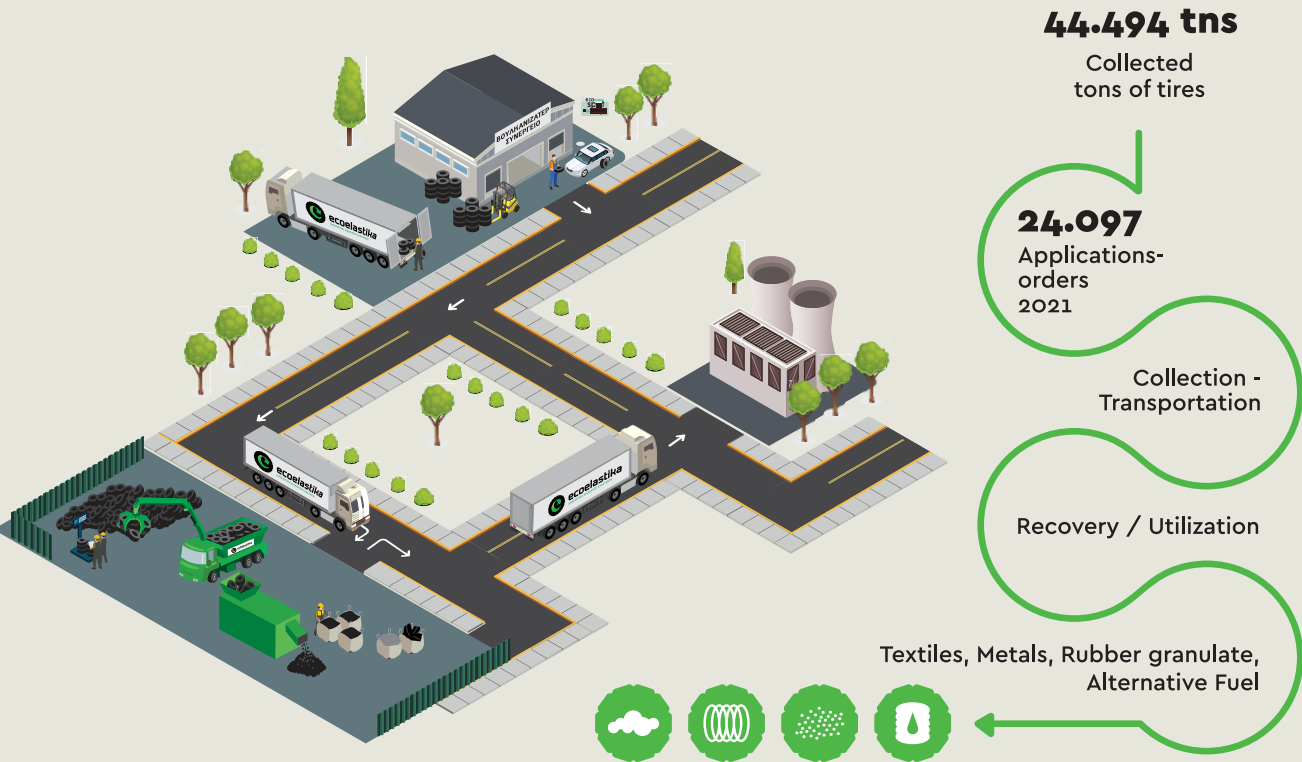 44.494 tns
Collected
tons of tires
24.097
Applications-
orders
2021
Collection -
Transportation
Recovery / Utilization
Textiles, Metals, Rubber granulate,
Alternative Fuel
ΒΟΥΛΚΑΝΙΖΑΤΕΡ
ΣΥΝΕΡΓΕΙΟ
ecoelastika
ecoelastika
ecoelastika